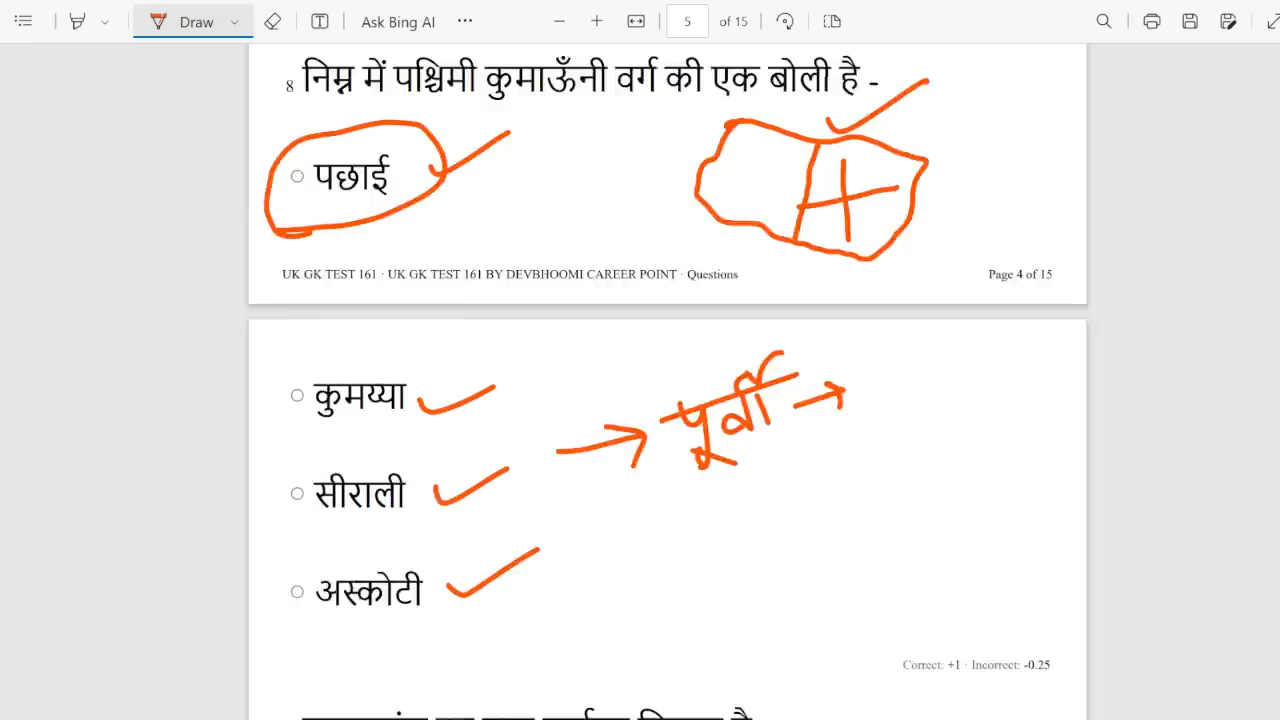 Draw
Ask Bing AI
5 of 15
8 निम्न में पश्चिमी कुमाऊँनी वर्ग की एक बोली है -
पछाई
UK GK TEST 161 · UK GK TEST 161 BY DEVBHOOMI CAREER POINT · Questions
Page 4 of 15
कुमय्या
पूर्वी
सीराली
अस्कोटी
Correct: +1 · Incorrect: -0.25